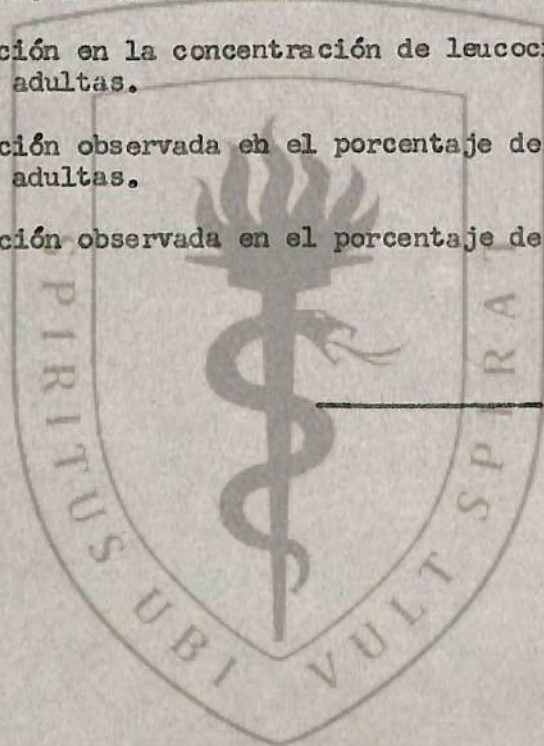 ción en la concentración de leucoci
adultas.
ción observada eh el porcentaje de
adultas.
ción observada en el porcentaje de
SPIRITUS UBI VULT SPIRAT